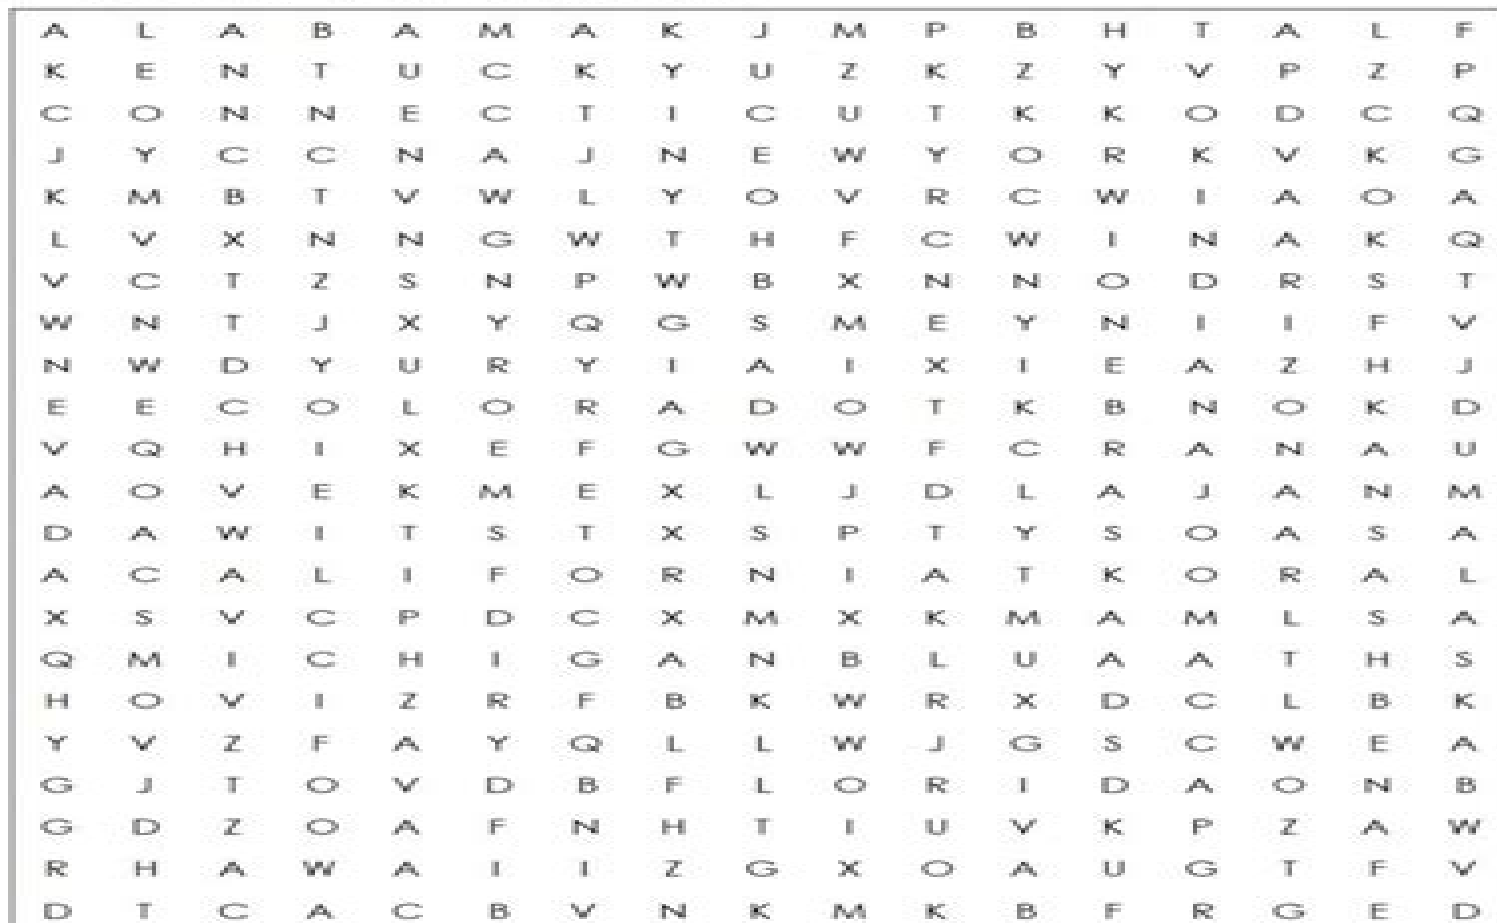 A L A B A M A K J M P B H T A L F
K E N T U C K Y U Z K Z Y V P Z P
C O N N E C T I C U T K K O D C Q
J Y C C N A J N E W Y O R K V K G
K M B T V W L Y O V R C W I A O A
L V X N N G W T H F C W I N A K Q
V C T Z S N P W B X N N O D R S T
W N T J X Y Q G S M E Y N I I F V
N W D Y U R Y I A I X I E A Z H J
E E C O L O R A D O T K B N O K D
V Q H I X E F G W W F C R A N A U
A O V E K M E X L J D L A J A N M
D A W I T S T X S P T Y S O A S A
A C A L I F O R N I A T K O R A L
X S V C P D C X M X K M A M L S A
Q M I C H I G A N B L U A A T H S
H O V I Z R F B K W R X D C L B K
Y V Z F A Y Q L L W J G S C W E A
G J T O V D B F L O R I D A O N B
G D Z O A F N H T I U V K P Z A W
R H A W A I I Z G X O A U G T F V
D T C A C B V N K M K B F R G E D